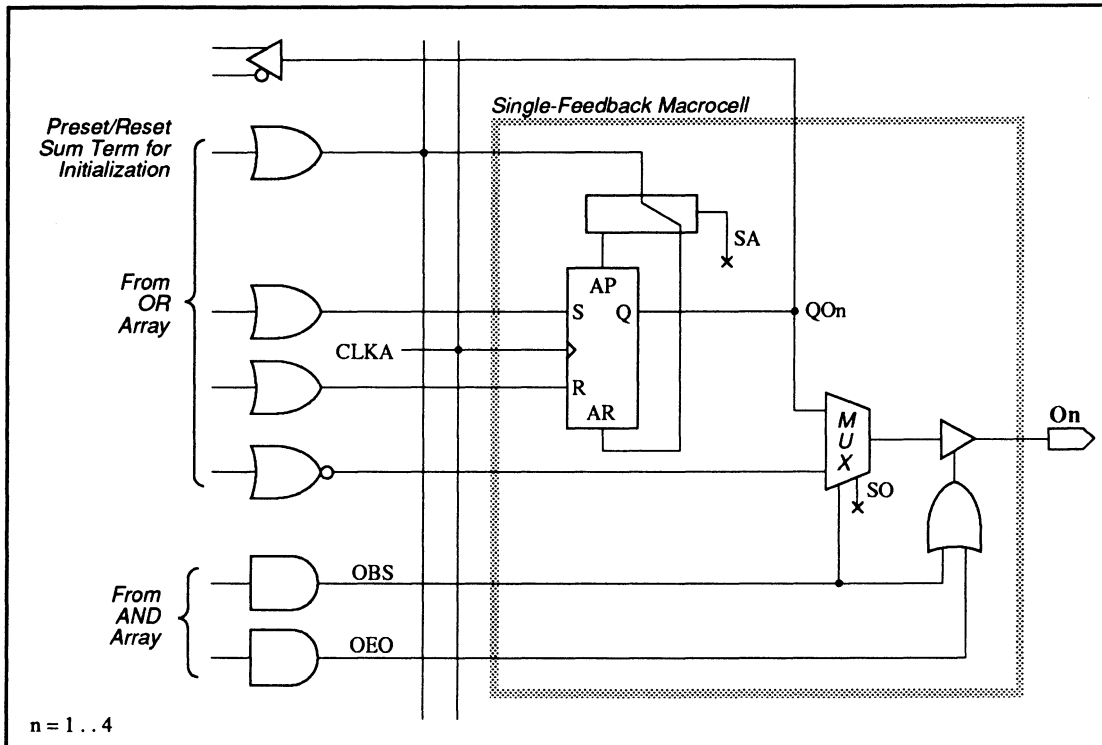 Single-Feedback Macrocell
Preset/Reset
Sum Term for
Initialization
SA
From
OR
Array
AP
S
Q
QOn
CLKA
R
AR
MUX
On
SO
From
AND
Array
OBS
OEO
n = 1 . . 4